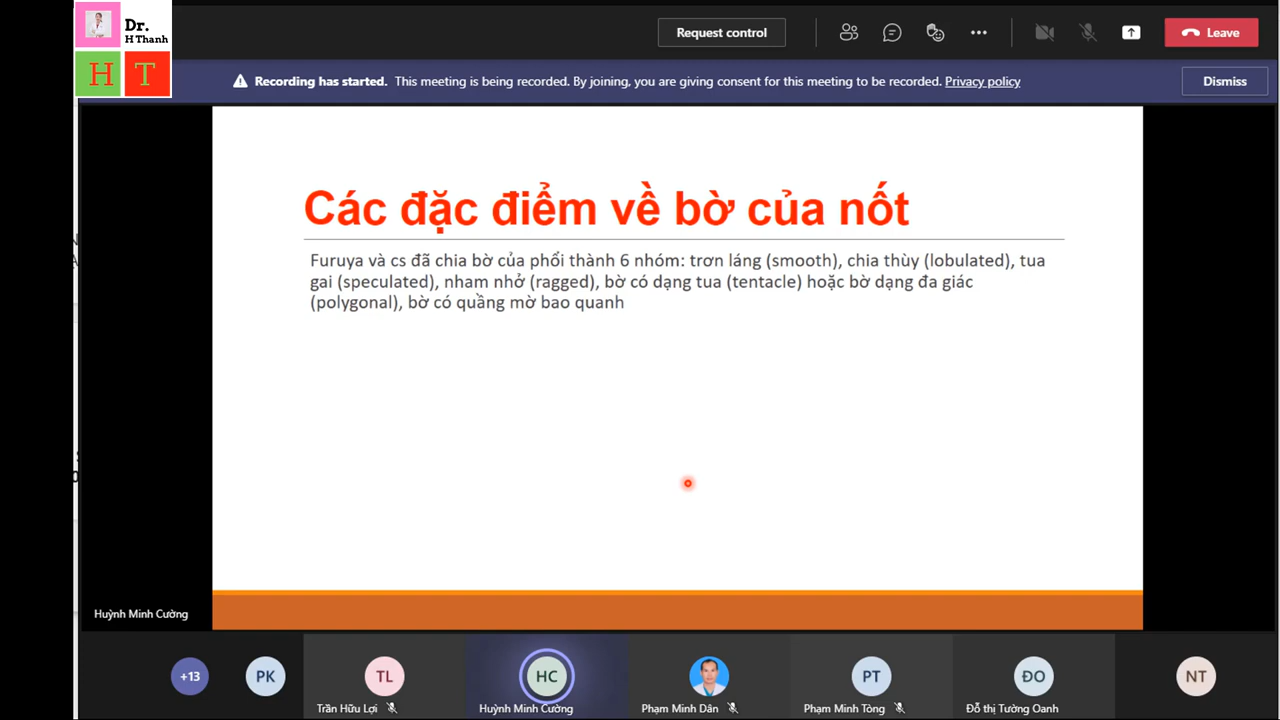 Dr.
H Thanh
H T
Request control
Leave
Recording has started. This meeting is being recorded. By joining, you are giving consent for this meeting to be recorded. Privacy policy
Dismiss
Các đặc điểm về bờ của nốt
Furuya và cs đã chia bờ của phổi thành 6 nhóm: trơn láng (smooth), chia thùy (lobulated), tua
gai (speculated), nham nhở (ragged), bờ có dạng tua (tentacle) hoặc bờ dạng đa giác
(polygonal), bờ có quầng mờ bao quanh
Huỳnh Minh Cường
+13
PK
TL
HC
PT
ĐO
NT
Trần Hữu Lợi
Huỳnh Minh Cường
Phạm Minh Dân
Phạm Minh Tòng
Đỗ thị Tường Oanh